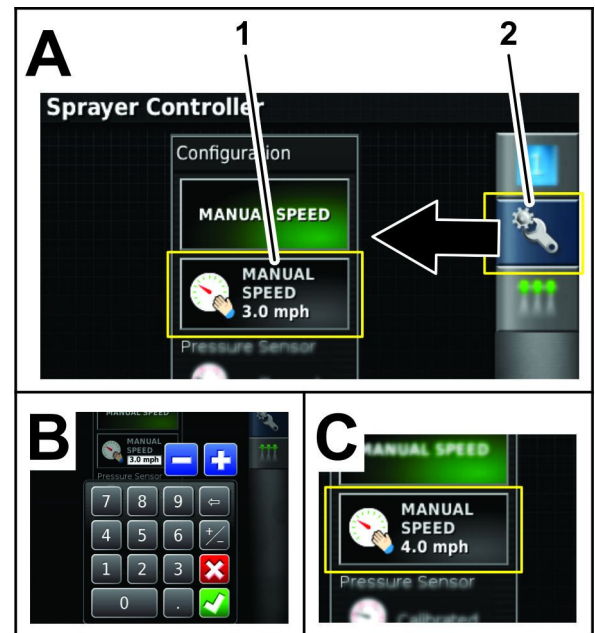 A
1
2
Sprayer Controller
Configuration
1
MANUAL SPEED
MANUAL
SPEED
3.0 mph
Pressure Sensor
B
MANUAL SPEED
MANUAL
SPEED
3.0 mph
Pressure Sensor
7 8 9 ⇦
4 5 6 +/-
1 2 3
0 .
C
MANUAL SPEED
MANUAL
SPEED
4.0 mph
Pressure Sensor
Calibrated